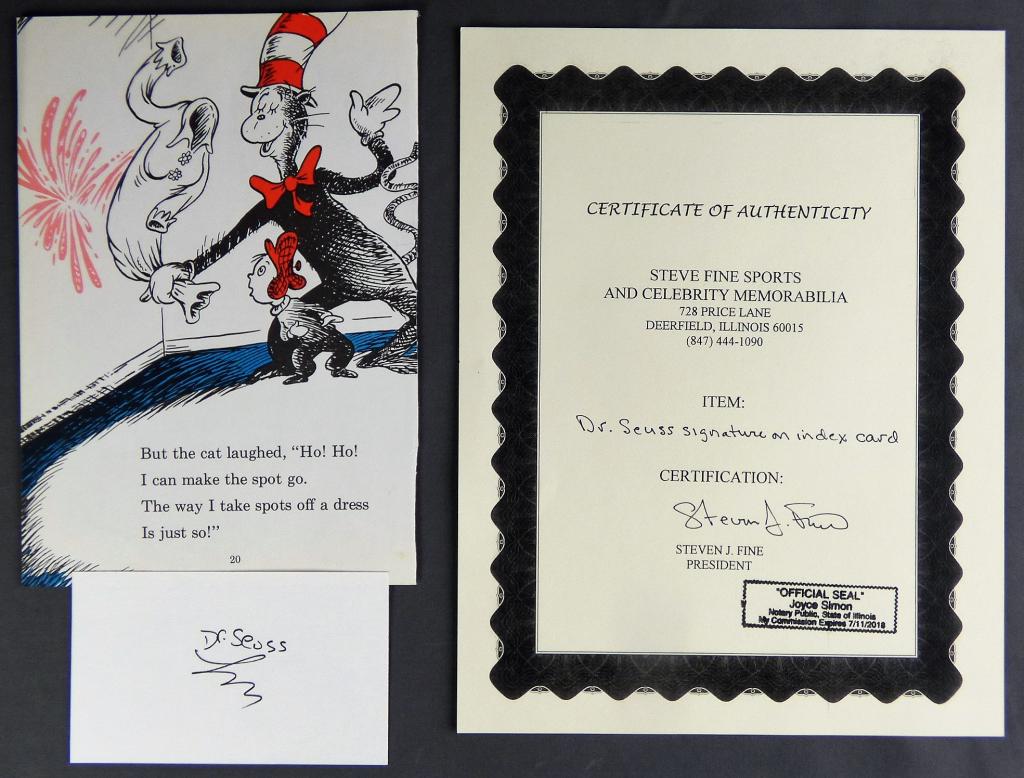 But the cat laughed, “Ho! Ho!
I can make the spot go.
The way I take spots off a dress
Is just so!”
20
Dr. Seuss
CERTIFICATE OF AUTHENTICITY
STEVE FINE SPORTS
AND CELEBRITY MEMORABILIA
728 PRICE LANE
DEERFIELD, ILLINOIS 60015
(847) 444-1090
ITEM:
Dr. Seuss signature on index card
CERTIFICATION:
Steven J. Fine
STEVEN J. FINE
PRESIDENT
"OFFICIAL SEAL"
Joyce Simon
Notary Public, State of Illinois
My Commission Expires 7/11/2018